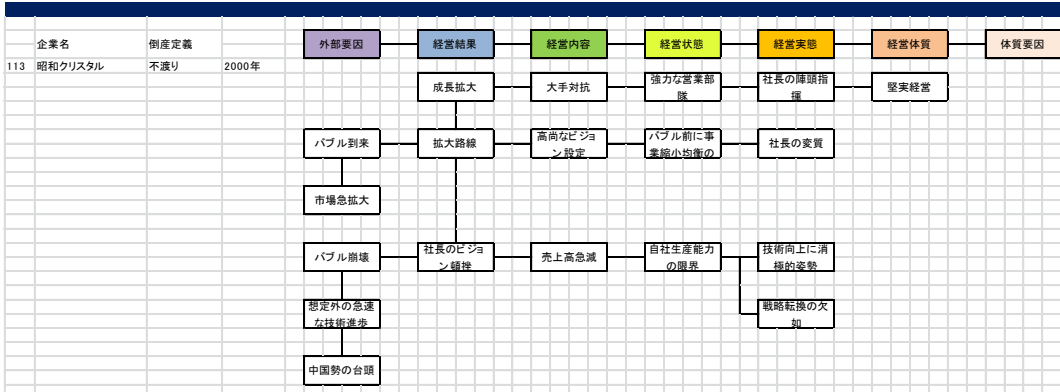 企業名 倒産定義 外部要因 経営結果 経営内容 経営状態 経営実態 経営体質 体質要因
113 昭和クリスタル 不渡り 2000年
成長拡大 大手対抗 強力な営業部
隊 社長の陣頭指
揮 堅実経営
バブル到来 拡大路線 高尚なビジョ
ン設定 バブル前に事
業縮小均衡の 社長の変質
市場急拡大
バブル崩壊 社長のビジョ
ン頓挫 売上高急減 自社生産能力
の限界 技術向上に消
極的姿勢
想定外の急速
な技術進歩 戦略転換の欠
如
中国勢の台頭